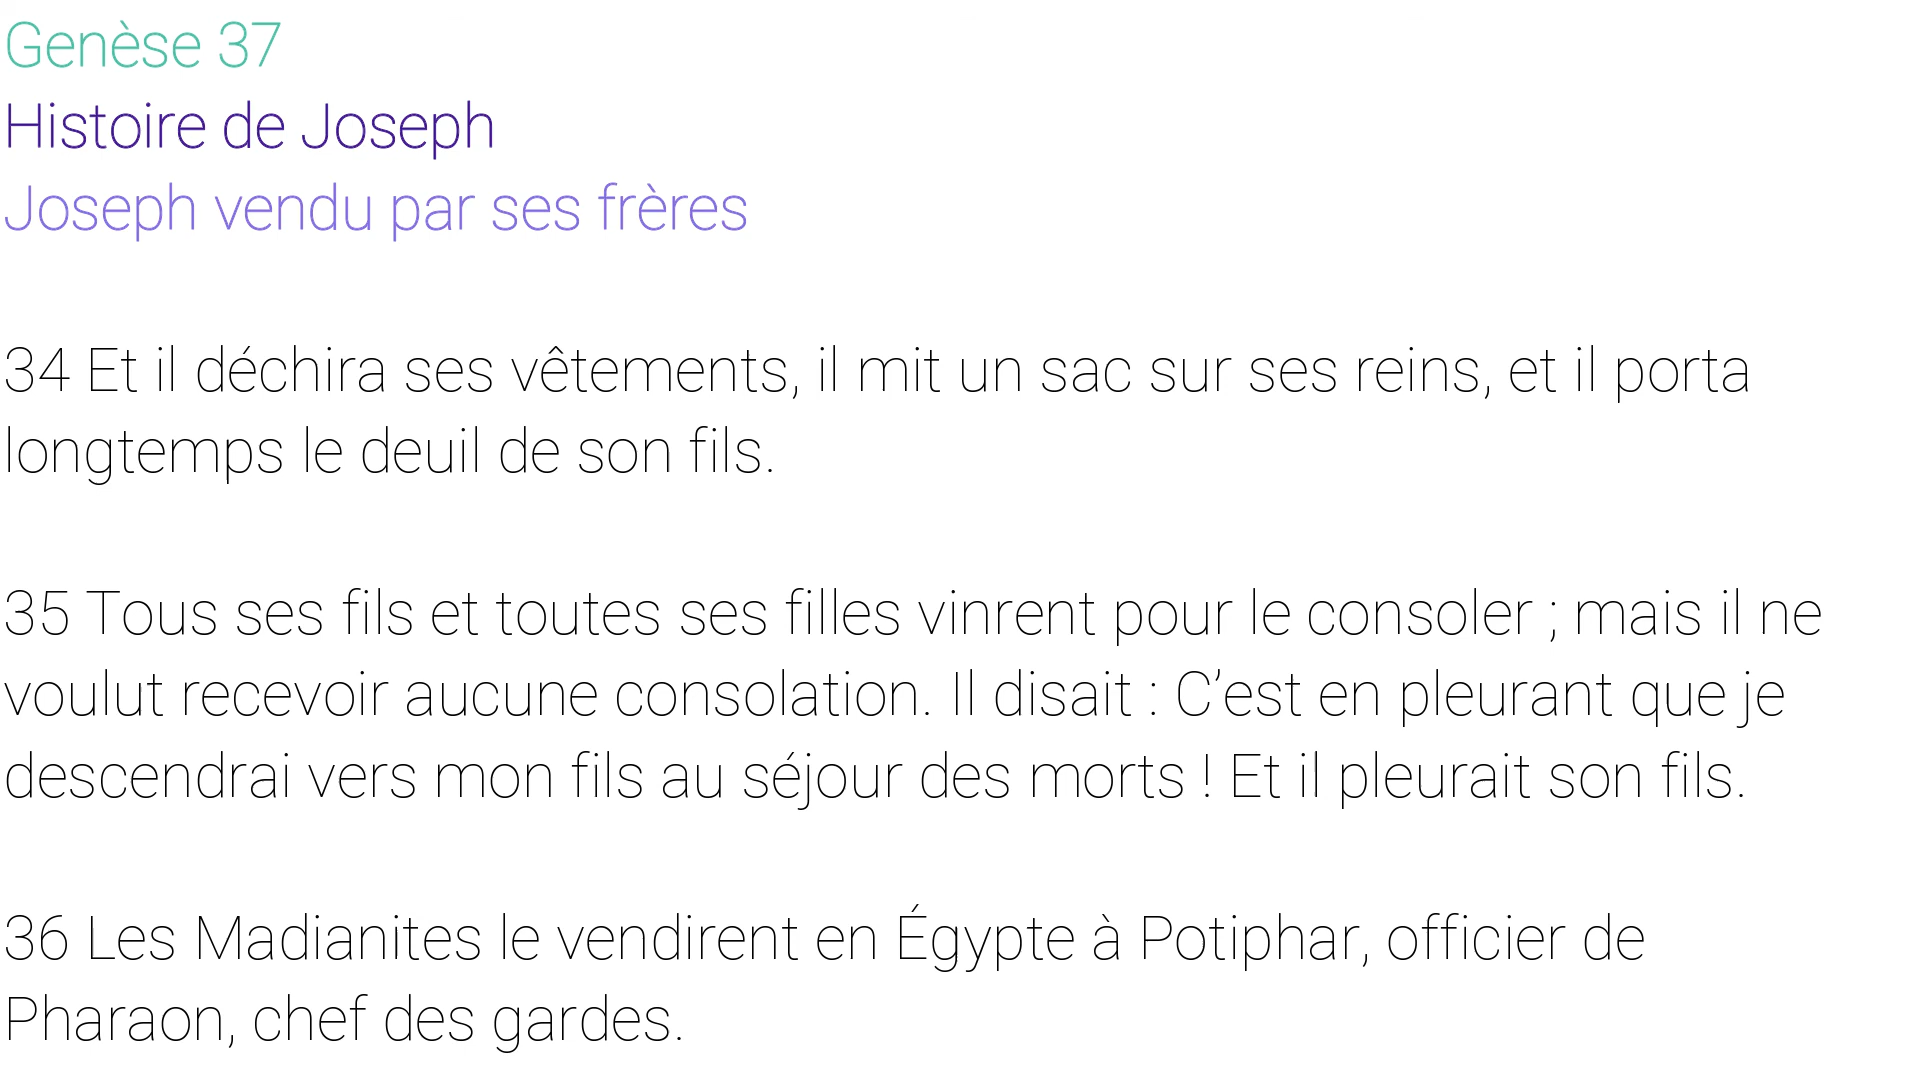 Genèse 37
Histoire de Joseph
Joseph vendu par ses frères
34 Et il déchira ses vêtements, il mit un sac sur ses reins, et il porta
longtemps le deuil de son fils.
35 Tous ses fils et toutes ses filles vinrent pour le consoler ; mais il ne
voulut recevoir aucune consolation. Il disait : C’est en pleurant que je
descendrai vers mon fils au séjour des morts ! Et il pleurait son fils.
36 Les Madianites le vendirent en Égypte à Potiphar, officier de
Pharaon, chef des gardes.